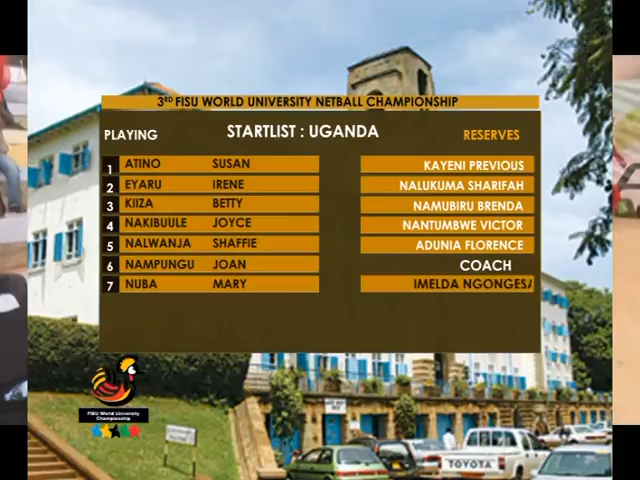 3RD FISU WORLD UNIVERSITY NETBALL CHAMPIONSHIP
PLAYING STARTLIST : UGANDA RESERVES
1 ATINO SUSAN KAYENI PREVIOUS
2 EYARU IRENE NALUKUMA SHARIFAH
3 KIIZA BETTY NAMUBIRU BRENDA
4 NAKIBUULE JOYCE NANTUMBWE VICTOR
5 NALWANJA SHAFFIE ADUNIA FLORENCE
6 NAMPUNGU JOAN COACH
7 NUBA MARY IMELDA NGONGESA
FISU World University
Championship
TOYOTA